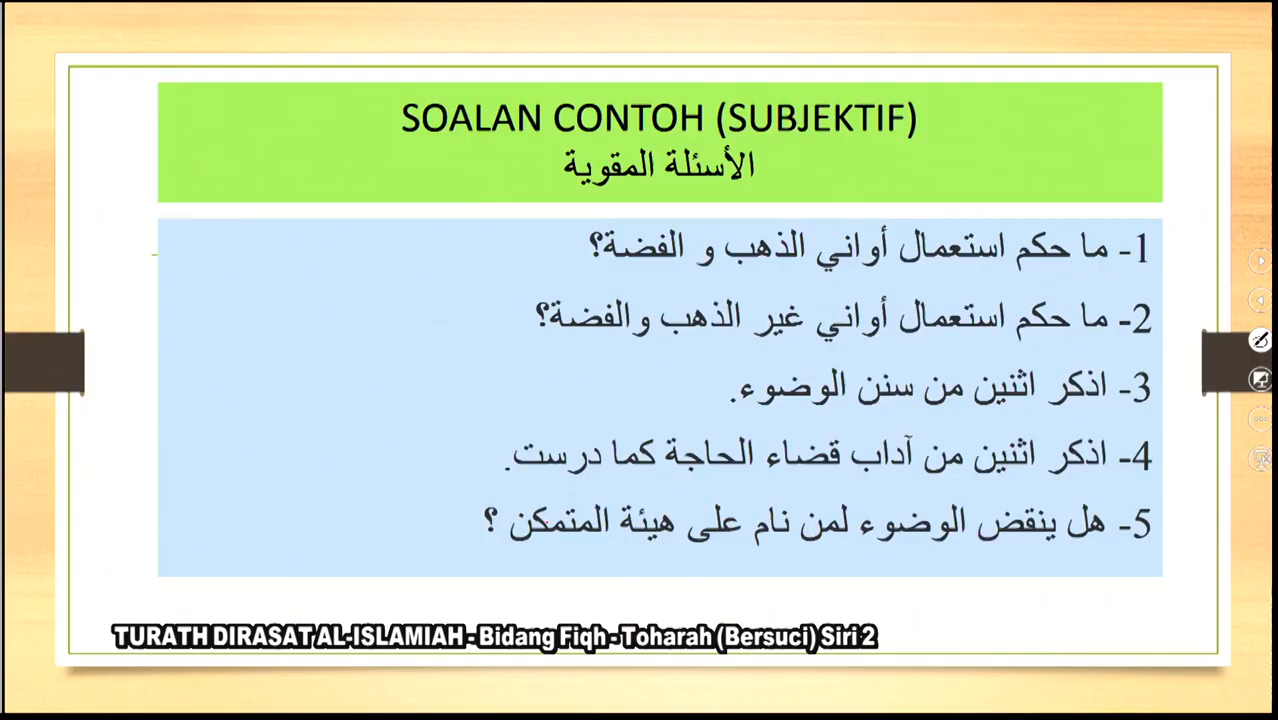 SOALAN CONTOH (SUBJEKTIF)
الأسئلة المقوية
1- ما حكم استعمال أواني الذهب و الفضة؟
2- ما حكم استعمال أواني غير الذهب والفضة؟
3- اذكر اثنين من سنن الوضوء.
4- اذكر اثنين من آداب قضاء الحاجة كما درست.
5- هل ينقض الوضوء لمن نام على هيئة المتمكن ؟
TURATH DIRASAT AL-ISLAMIAH - Bidang Fiqh - Toharah (Bersuci) Siri 2